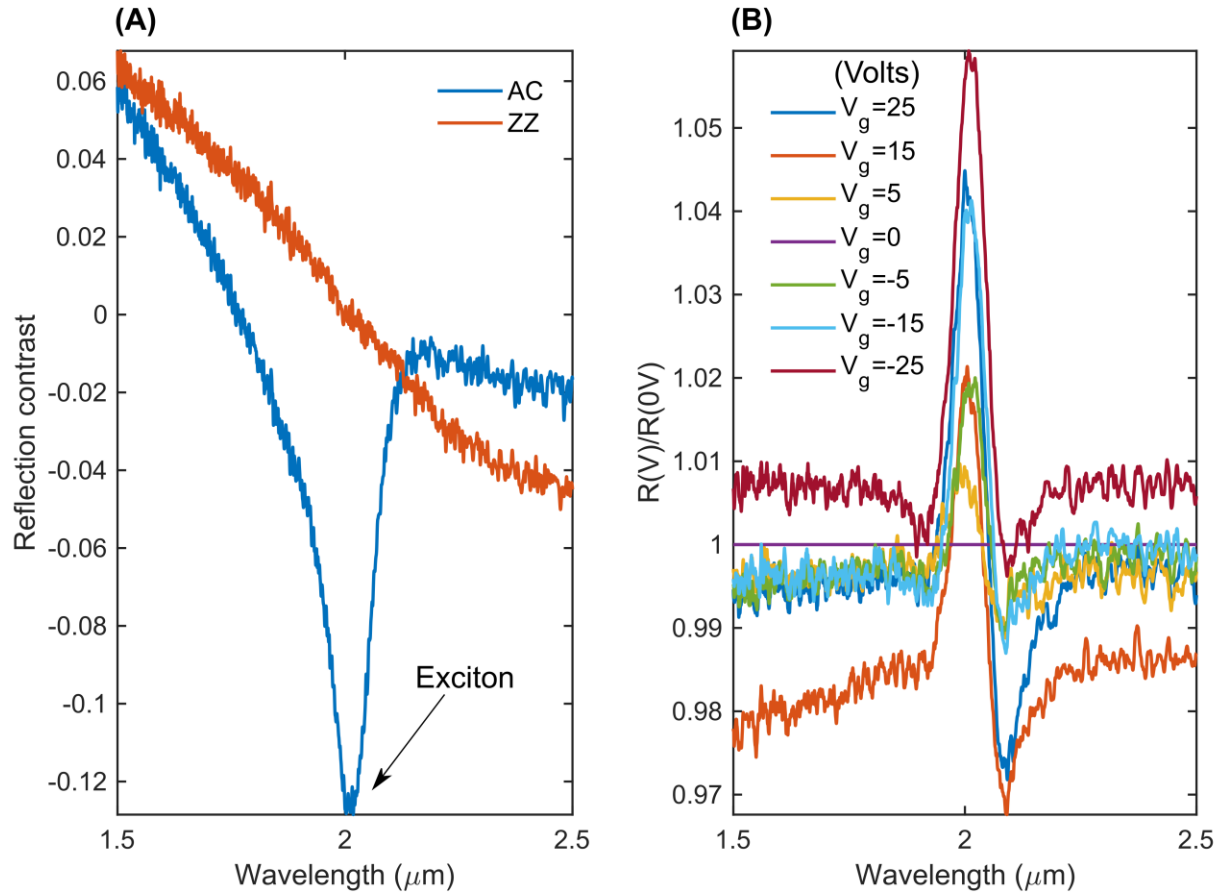 (A)
0.06
0.04
0.02
0
-0.02
-0.04
-0.06
-0.08
-0.1
-0.12
Reflection contrast
AC
ZZ
Exciton
1.5
2
2.5
Wavelength (μm)
(B)
1.05
1.04
1.03
1.02
1.01
1
0.99
0.98
0.97
R(V)/R(0V)
(Volts)
Vg=25
Vg=15
Vg=5
Vg=0
Vg=-5
Vg=-15
Vg=-25
1.5
2
2.5
Wavelength (μm)